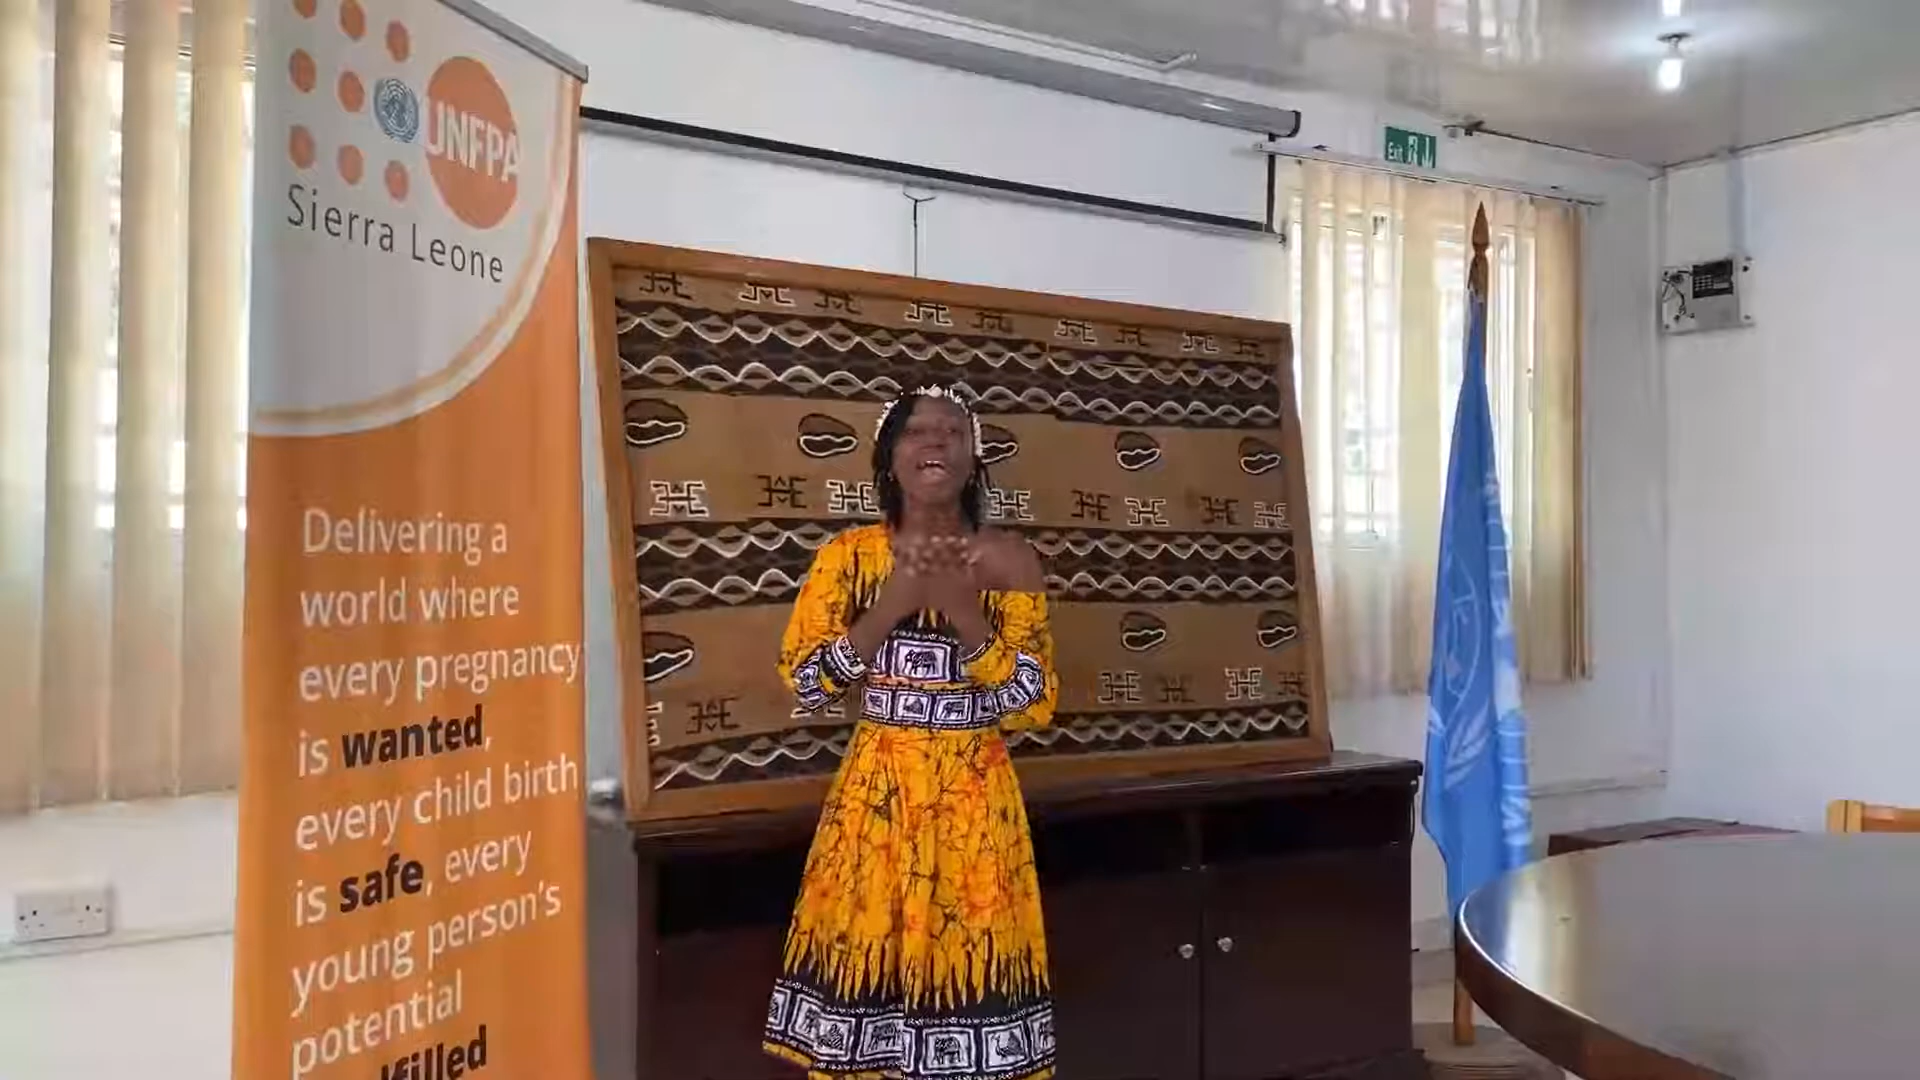 UNFPA
Sierra Leone
Delivering a
world where
every pregnancy
is wanted,
every child birth
is safe, every
young person's
potential
Exit